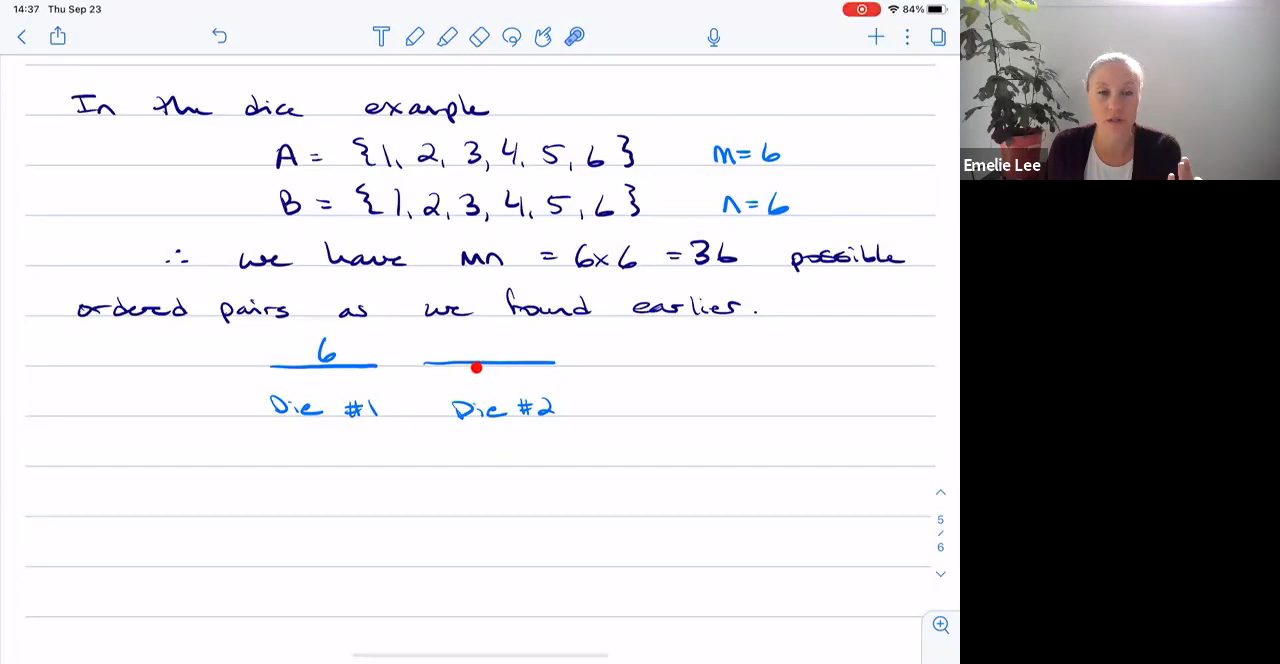 14:37 Thu Sep 23
84%
In the dice example
A = {1, 2, 3, 4, 5, 6} m=6
B = {1, 2, 3, 4, 5, 6} n=6
∴ we have mn = 6x6 = 36 possible
ordered pairs as we found earlier.
6
Die #1 Die #2
5
/
6
Emelie Lee